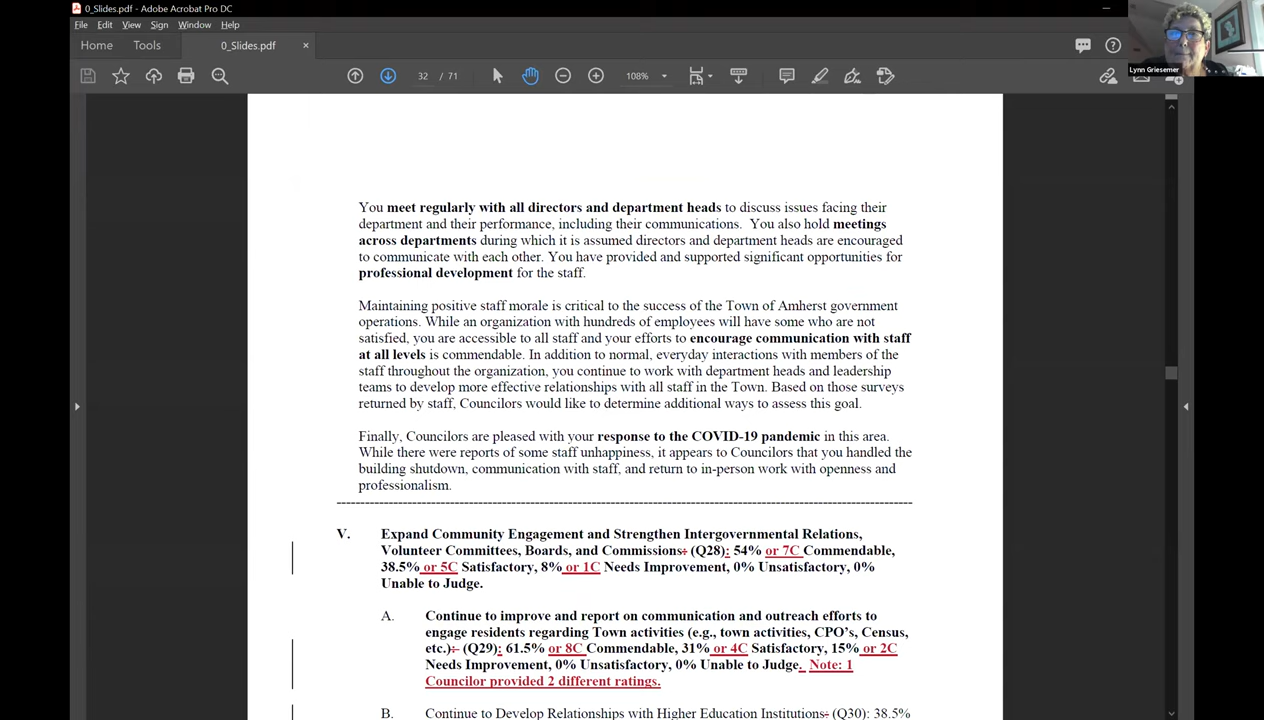 0_Slides.pdf - Adobe Acrobat Pro DC
File Edit View Sign Window Help
Home Tools 0_Slides.pdf ×
32 / 71 108%
Lynn Griesemer
You meet regularly with all directors and department heads to discuss issues facing their
department and their performance, including their communications. You also hold meetings
across departments during which it is assumed directors and department heads are encouraged
to communicate with each other. You have provided and supported significant opportunities for
professional development for the staff.
Maintaining positive staff morale is critical to the success of the Town of Amherst government
operations. While an organization with hundreds of employees will have some who are not
satisfied, you are accessible to all staff and your efforts to encourage communication with staff
at all levels is commendable. In addition to normal, everyday interactions with members of the
staff throughout the organization, you continue to work with department heads and leadership
teams to develop more effective relationships with all staff in the Town. Based on those surveys
returned by staff, Councilors would like to determine additional ways to assess this goal.
Finally, Councilors are pleased with your response to the COVID-19 pandemic in this area.
While there were reports of some staff unhappiness, it appears to Councilors that you handled the
building shutdown, communication with staff, and return to in-person work with openness and
professionalism.
V. Expand Community Engagement and Strengthen Intergovernmental Relations,
Volunteer Committees, Boards, and Commissions: (Q28): 54% or 7C Commendable,
38.5% or 5C Satisfactory, 8% or 1C Needs Improvement, 0% Unsatisfactory, 0%
Unable to Judge.
A. Continue to improve and report on communication and outreach efforts to
engage residents regarding Town activities (e.g., town activities, CPO's, Census,
etc.): (Q29): 61.5% or 8C Commendable, 31% or 4C Satisfactory, 15% or 2C
Needs Improvement, 0% Unsatisfactory, 0% Unable to Judge. Note: 1
Councilor provided 2 different ratings.
B. Continue to Develop Relationships with Higher Education Institutions: (Q30): 38.5%